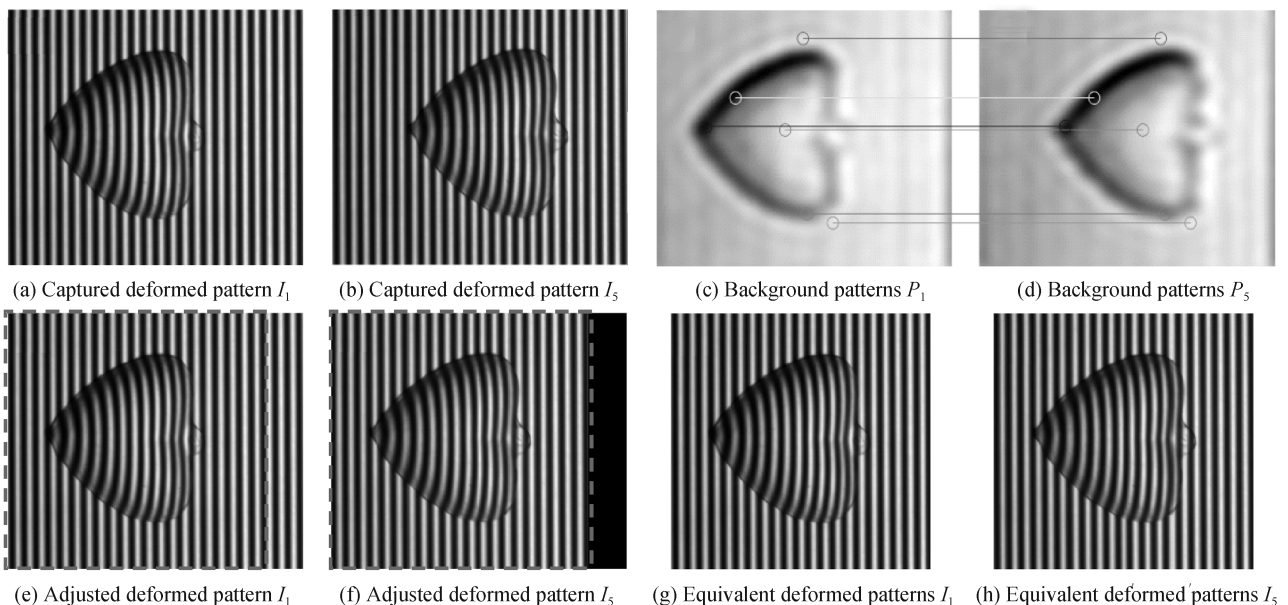 (a) Captured deformed pattern I1
(b) Captured deformed pattern I5
(c) Background patterns P1
(d) Background patterns P5
(e) Adjusted deformed pattern I1
(f) Adjusted deformed pattern I5
(g) Equivalent deformed patterns I1
(h) Equivalent deformed patterns I5